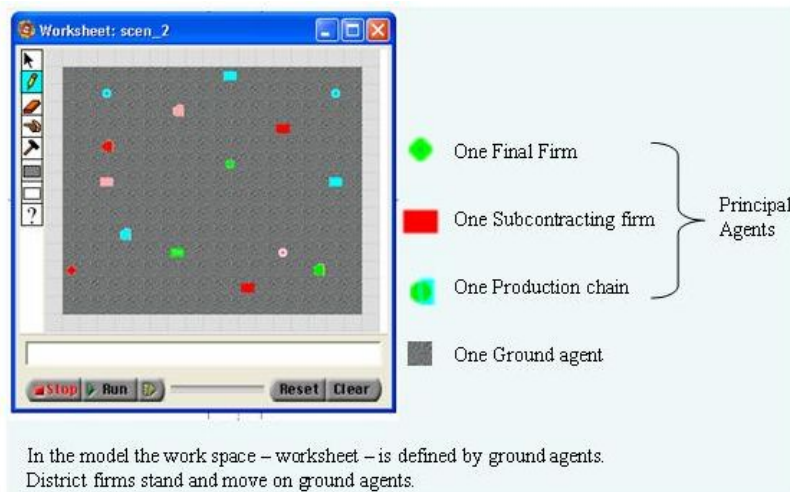 Worksheet: scen_2
One Final Firm
One Subcontracting firm
Principal
Agents
One Production chain
One Ground agent
?
Stop Run Reset Clear
In the model the work space – worksheet – is defined by ground agents.
District firms stand and move on ground agents.